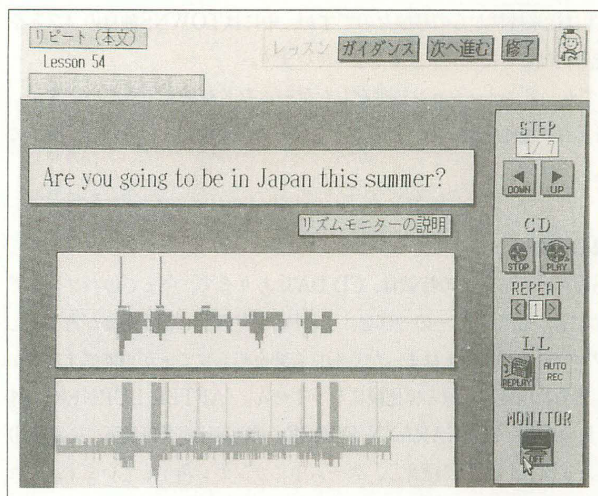 リピート (本文)
レッスン ガイダンス 次へ進む 修了
Lesson 54
STEP
1/ 7
DOWN UP
Are you going to be in Japan this summer?
リズムモニターの説明
CD
STOP PLAY
REPEAT
1
LL
REPLAY AUTO REC
MONITOR
OFF